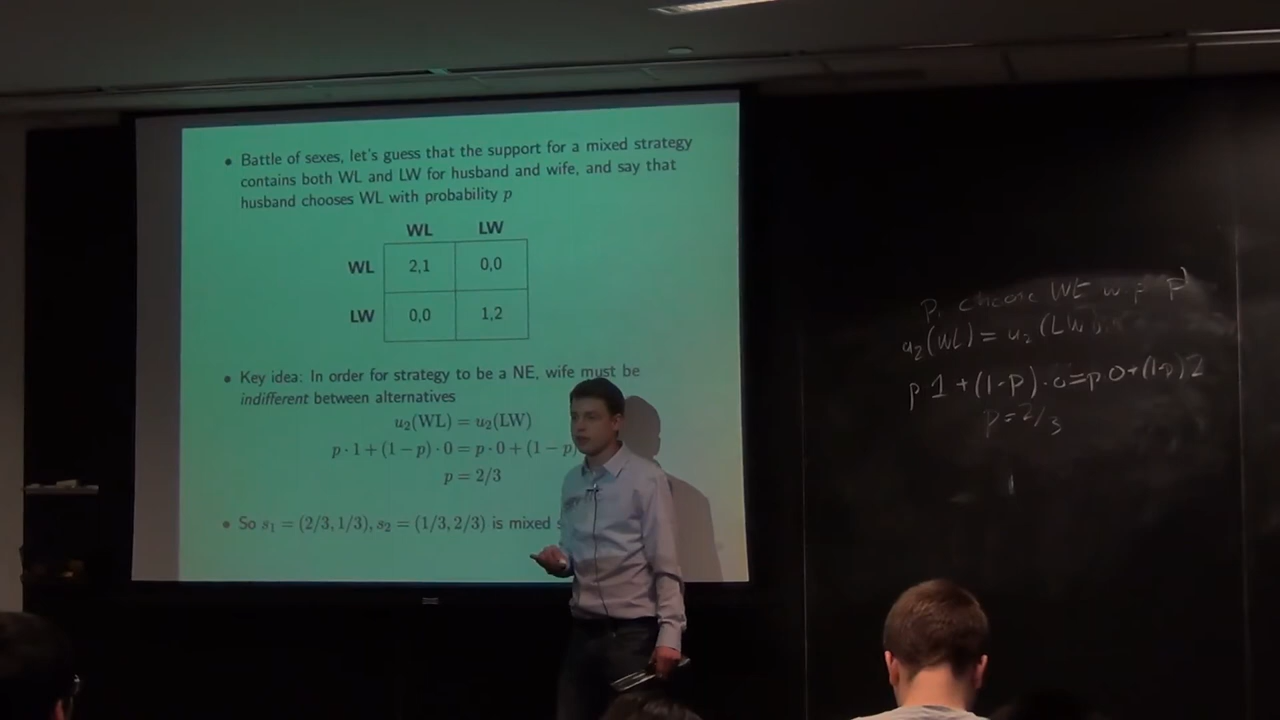 • Battle of sexes, let's guess that the support for a mixed strategy
contains both WL and LW for husband and wife, and say that
husband chooses WL with probability p
WL LW
WL 2,1 0,0
LW 0,0 1,2
• Key idea: In order for strategy to be a NE, wife must be
indifferent between alternatives
u₂(WL) = u₂(LW)
p · 1 + (1 − p) · 0 = p · 0 + (1 − p)
p = 2/3
• So s₁ = (2/3, 1/3), s₂ = (1/3, 2/3) is mixed
P, choose WL w.p P
u₂(WL) = u₂(LW)
p 1 + (1-p) · 0 = p 0 + (1-p) 2
p = 2/3